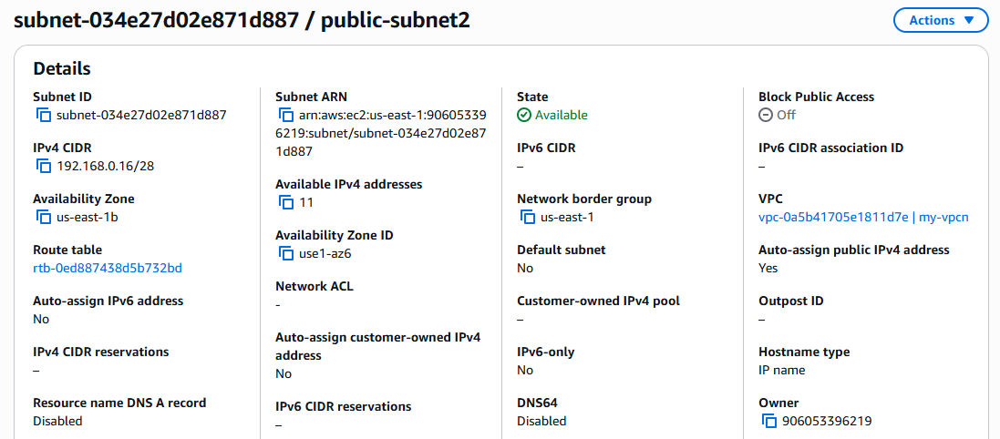 subnet-034e27d02e871d887 / public-subnet2
Actions
Details
Subnet ID
subnet-034e27d02e871d887
IPv4 CIDR
192.168.0.16/28
Availability Zone
us-east-1b
Route table
rtb-0ed887438d5b732bd
Auto-assign IPv6 address
No
IPv4 CIDR reservations
–
Resource name DNS A record
Disabled
Subnet ARN
arn:aws:ec2:us-east-1:90605339
6219:subnet/subnet-034e27d02e87
1d887
Available IPv4 addresses
11
Availability Zone ID
use1-az6
Network ACL
-
Auto-assign customer-owned IPv4
address
No
IPv6 CIDR reservations
–
State
Available
IPv6 CIDR
–
Network border group
us-east-1
Default subnet
No
Customer-owned IPv4 pool
–
IPv6-only
No
DNS64
Disabled
Block Public Access
Off
IPv6 CIDR association ID
–
VPC
vpc-0a5b41705e1811d7e | my-vpcn
Auto-assign public IPv4 address
Yes
Outpost ID
–
Hostname type
IP name
Owner
906053396219